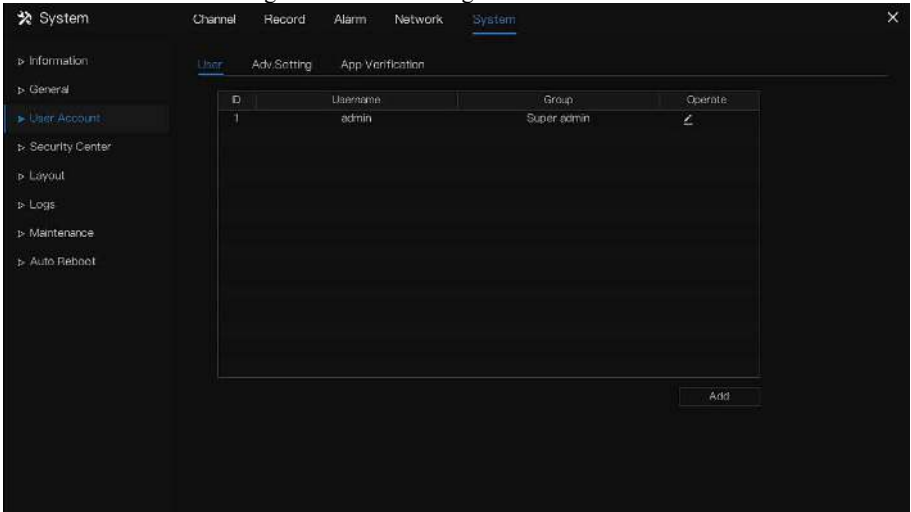 System Channel Record Alarm Network System
Information
User Adv.Setting App Verification
General
ID Username Group Operate
User Account
1 admin Super admin
Security Center
Layout
Logs
Maintenance
Auto Reboot
Add